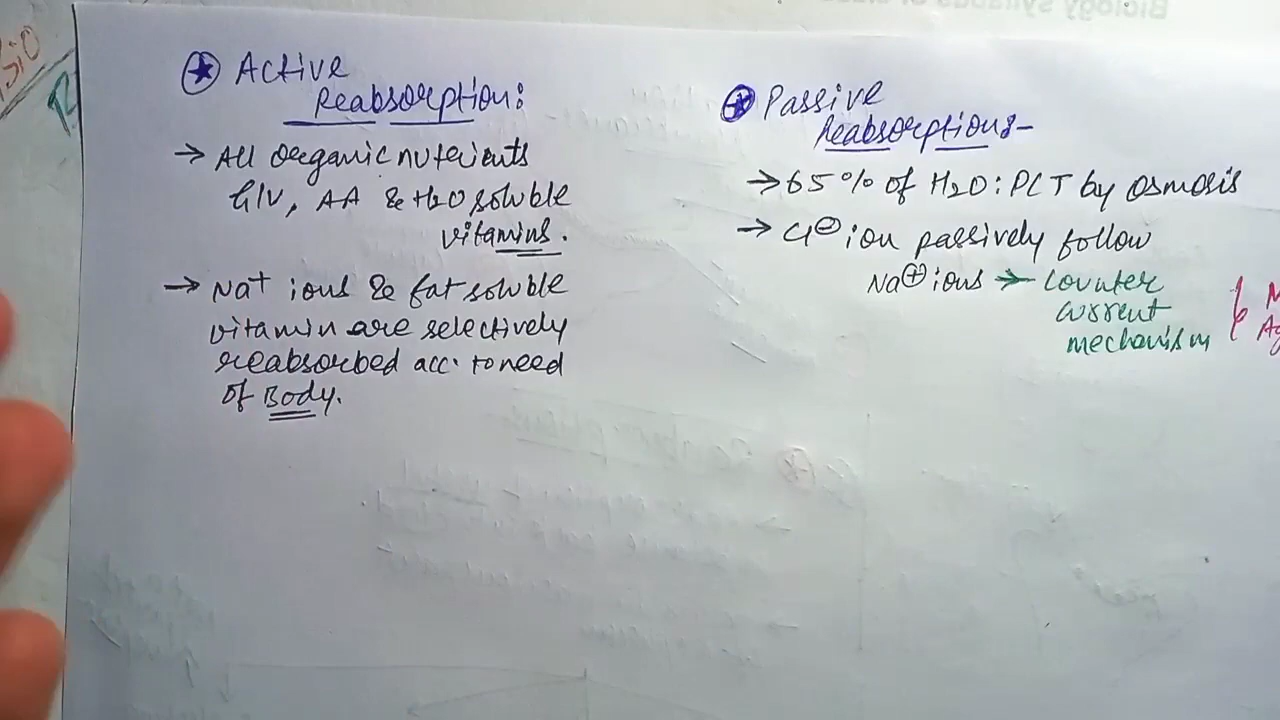 Active
Reabsorption:
→ All organic nutrients
Glu, AA & H2O soluble
vitamins.
→ Na+ ions & fat soluble
vitamin are selectively
reabsorbed acc. to need
of Body.
Passive
Reabsorption:-
→ 65% of H2O: PCT by osmosis
→ Cl⊖ ion passively follow
Na⊕ ions → counter
current
mechanism